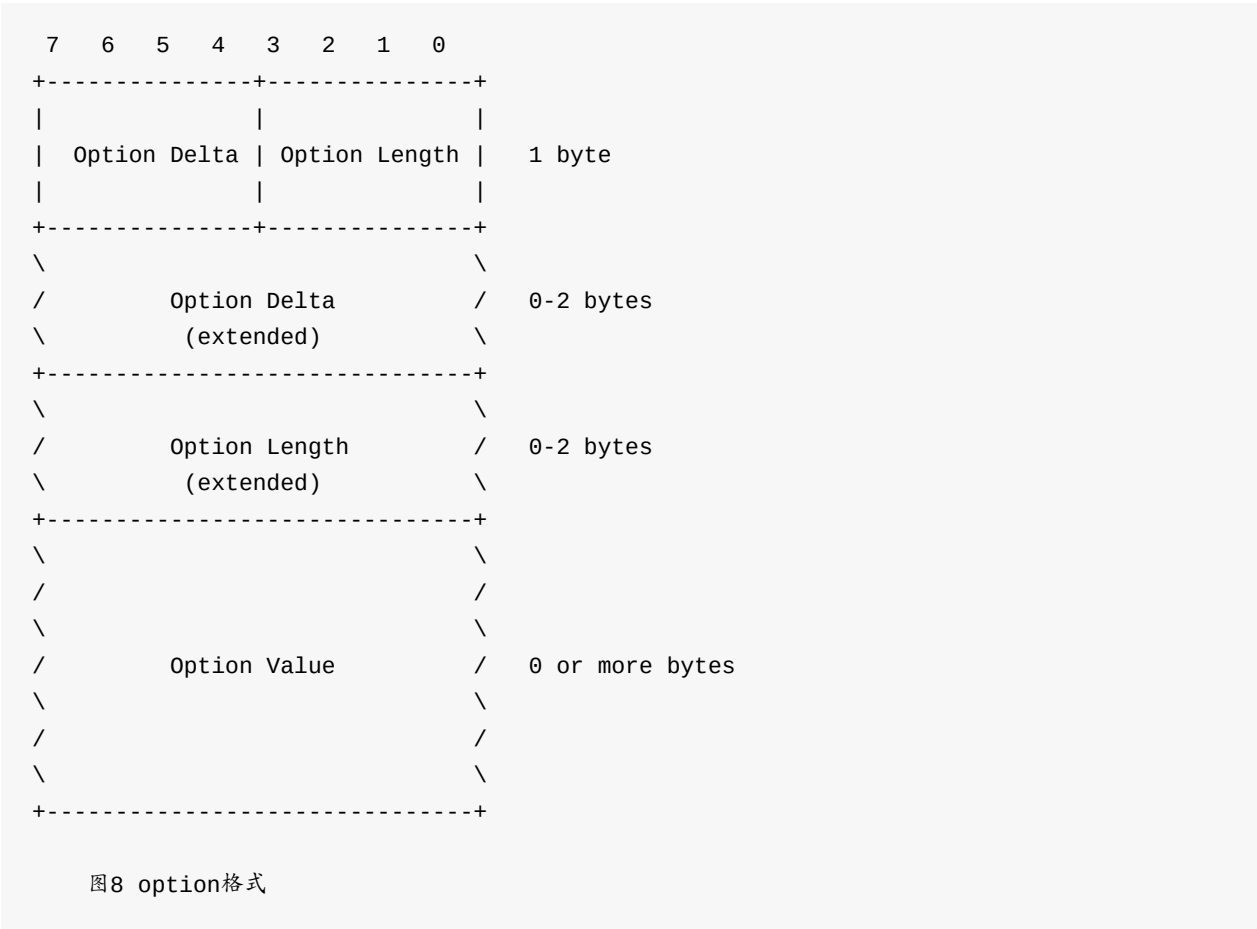 7   6   5   4   3   2   1   0
+---------------+---------------+
|               |               |
|  Option Delta | Option Length |   1 byte
|               |               |
+---------------+---------------+
\                               \
/         Option Delta          /   0-2 bytes
\          (extended)           \
+-------------------------------+
\                               \
/         Option Length         /   0-2 bytes
\          (extended)           \
+-------------------------------+
\                               \
/                               /
\                               \
/         Option Value          /   0 or more bytes
\                               \
/                               /
\                               \
+-------------------------------+
图8 option格式